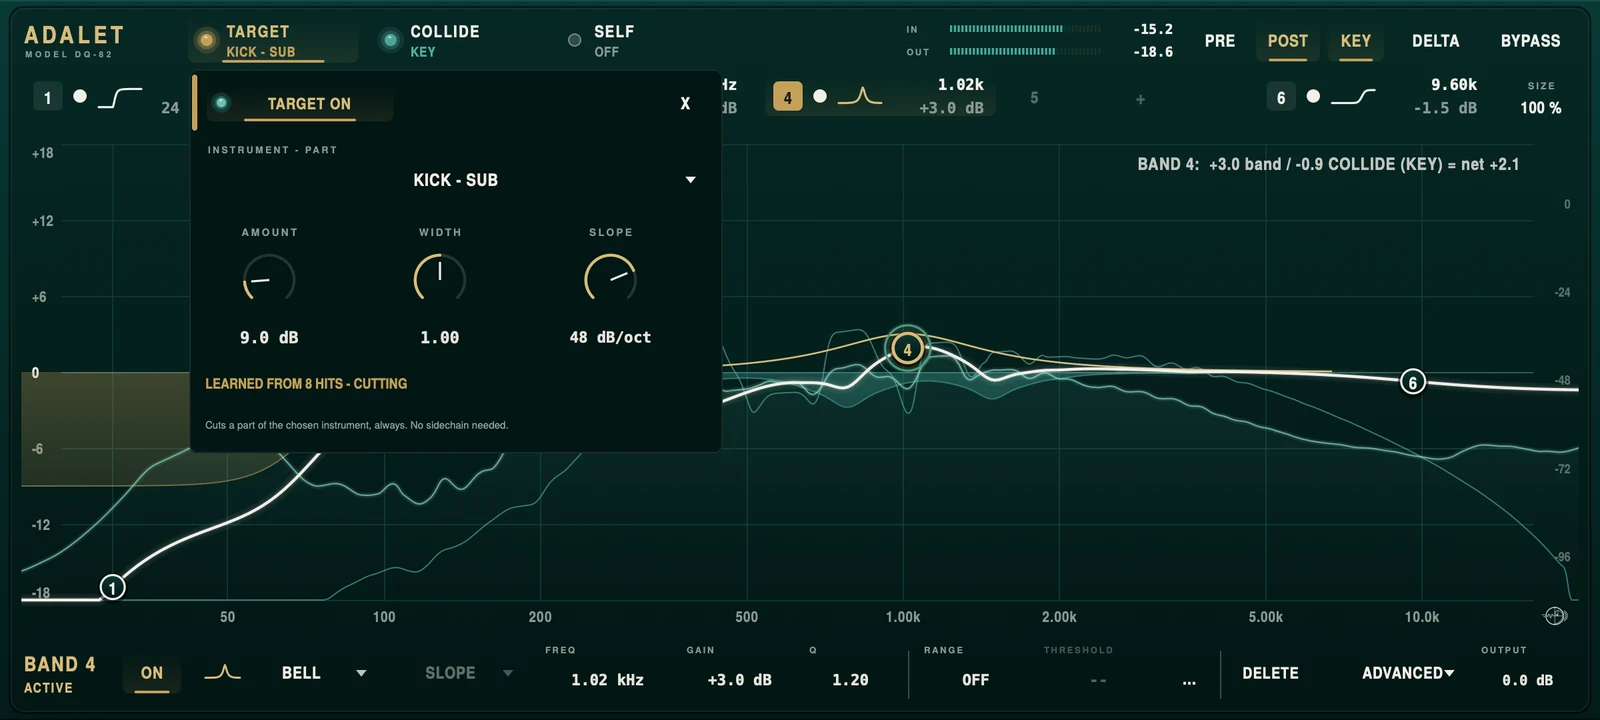 ADALET
MODEL DQ-82
TARGET
KICK - SUB
COLLIDE
KEY
SELF
OFF
IN
-15.2
OUT
-18.6
PRE
POST
KEY
DELTA
BYPASS
1
24
Hz
dB
4
1.02k
+3.0 dB
5
+
6
9.60k
-1.5 dB
SIZE
100 %
TARGET ON
X
INSTRUMENT - PART
KICK - SUB
AMOUNT
WIDTH
SLOPE
9.0 dB
1.00
48 dB/oct
LEARNED FROM 8 HITS - CUTTING
Cuts a part of the chosen instrument, always. No sidechain needed.
BAND 4: +3.0 band / -0.9 COLLIDE (KEY) = net +2.1
+18
+12
+6
0
-6
-12
-18
0
-24
-48
-72
-96
4
6
1
50
100
200
500
1.00k
2.00k
5.00k
10.0k
BAND 4
ACTIVE
ON
BELL
SLOPE
FREQ
1.02 kHz
GAIN
+3.0 dB
Q
1.20
RANGE
OFF
THRESHOLD
--
...
DELETE
ADVANCED
OUTPUT
0.0 dB